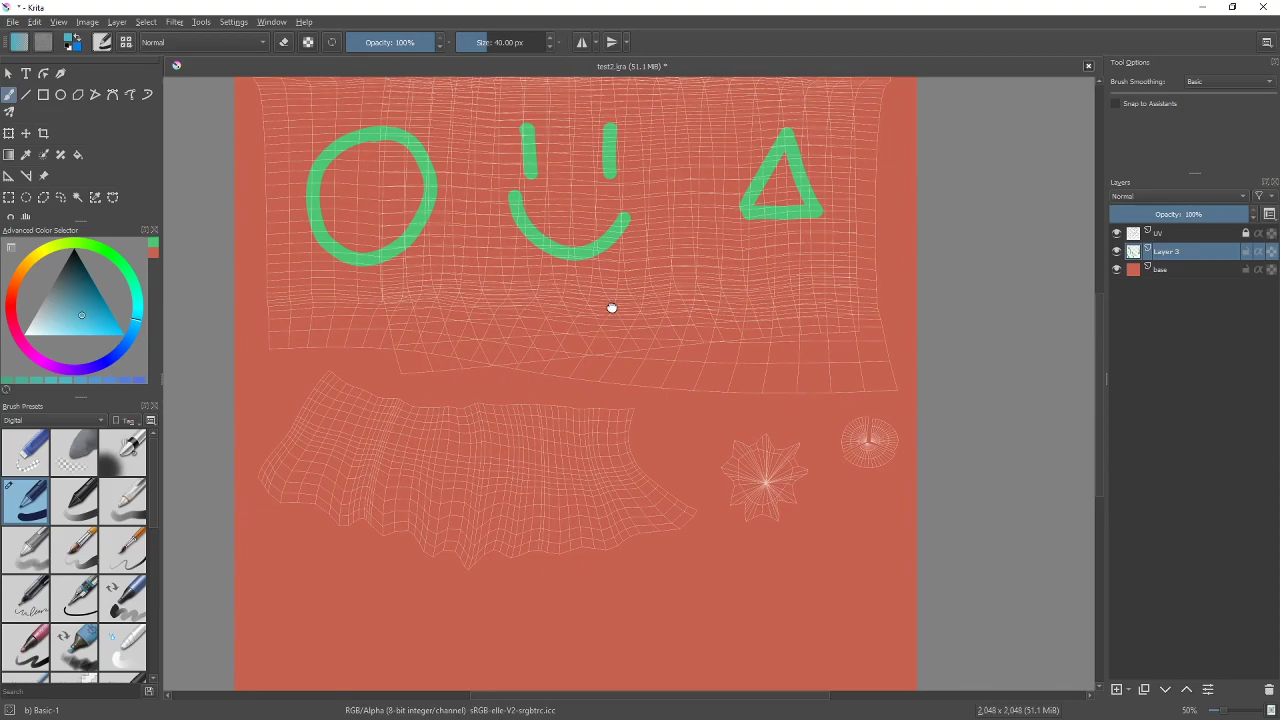 * - Krita
File Edit View Image Layer Select Filter Tools Settings Window Help
Normal Opacity: 100% Size: 40.00 px
test2.kra (51.1 MiB) *
Tool Options
Brush Smoothing: Basic
Snap to Assistants
Layers
Normal
Opacity: 100%
UV
Layer 3
base
Advanced Color Selector
Brush Presets
Digital Tag
Search
b) Basic-1 RGB/Alpha (8-bit integer/channel) sRGB-elle-V2-srgbtrc.icc 2,048 x 2,048 (51.1 MiB) 50%